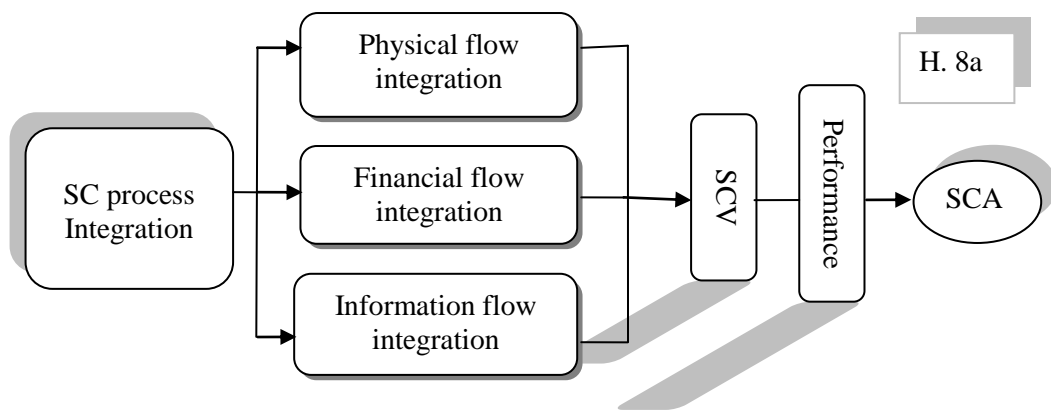 Physical flow
integration
H. 8a
SC process
Integration
Financial flow
integration
SCV
Performance
SCA
Information flow
integration